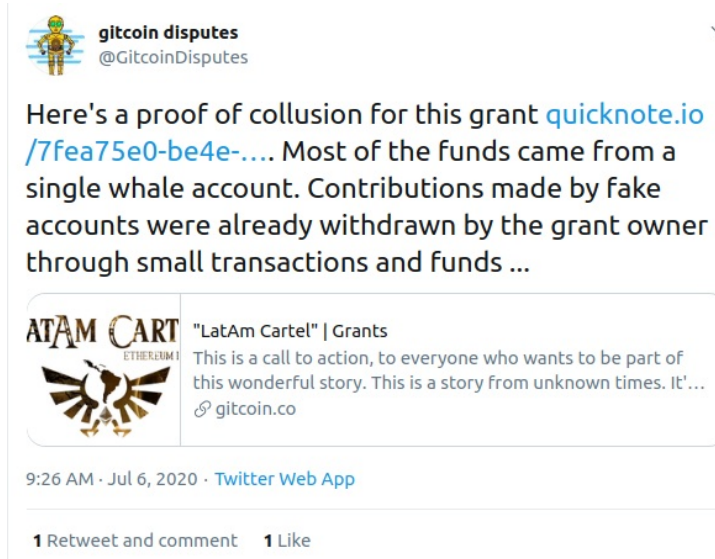 gitcoin disputes
@GitcoinDisputes
Here's a proof of collusion for this grant quicknote.io
/7fea75e0-be4e-…. Most of the funds came from a
single whale account. Contributions made by fake
accounts were already withdrawn by the grant owner
through small transactions and funds ...
ATAM CART
ETHEREUM
"LatAm Cartel" | Grants
This is a call to action, to everyone who wants to be part of
this wonderful story. This is a story from unknown times. It'…
gitcoin.co
9:26 AM · Jul 6, 2020 · Twitter Web App
1 Retweet and comment 1 Like